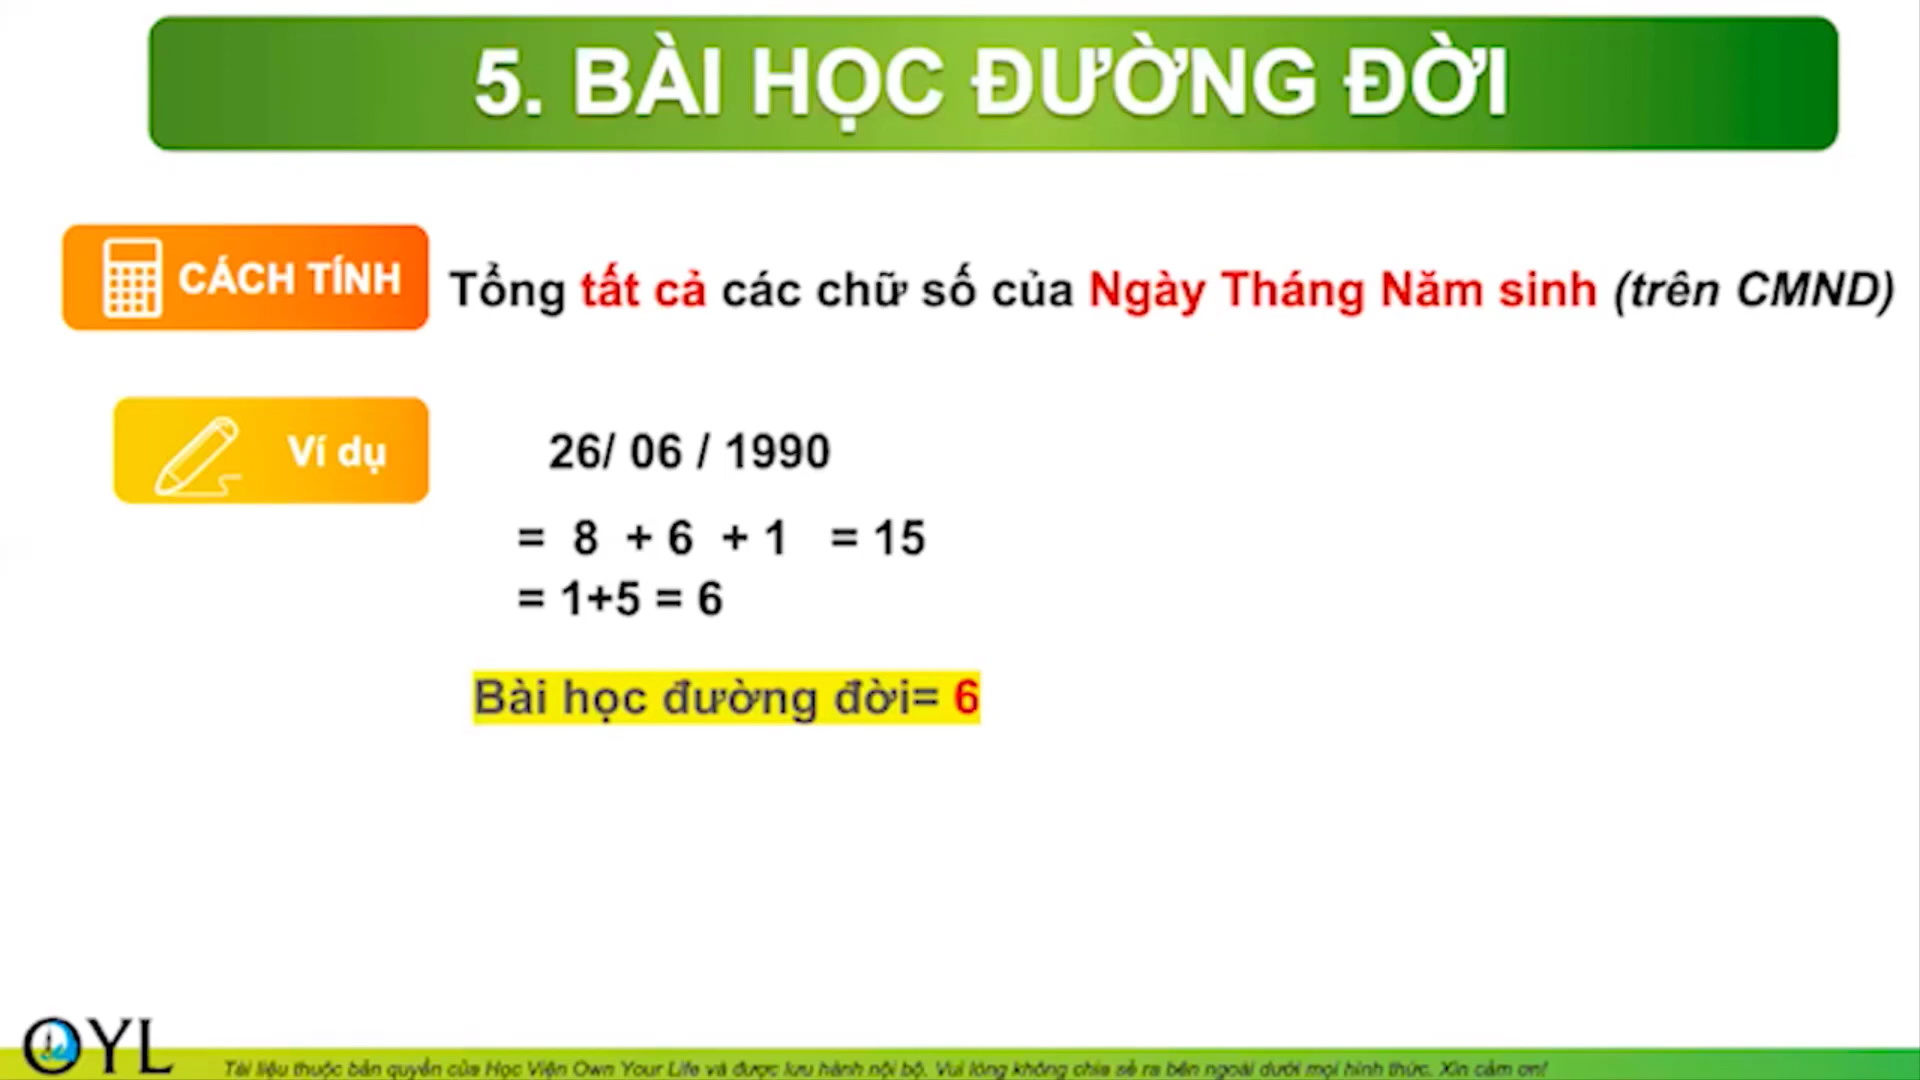 5. BÀI HỌC ĐƯỜNG ĐỜI
CÁCH TÍNH
Tổng tất cả các chữ số của Ngày Tháng Năm sinh (trên CMND)
Ví dụ
26/ 06 / 1990
= 8 + 6 + 1 = 15
= 1+5 = 6
Bài học đường đời= 6
OYL
Tài liệu thuộc bản quyền của Học Viện Own Your Life và được lưu hành nội bộ. Vui lòng không chia sẻ ra bên ngoài dưới mọi hình thức. Xin cảm ơn!